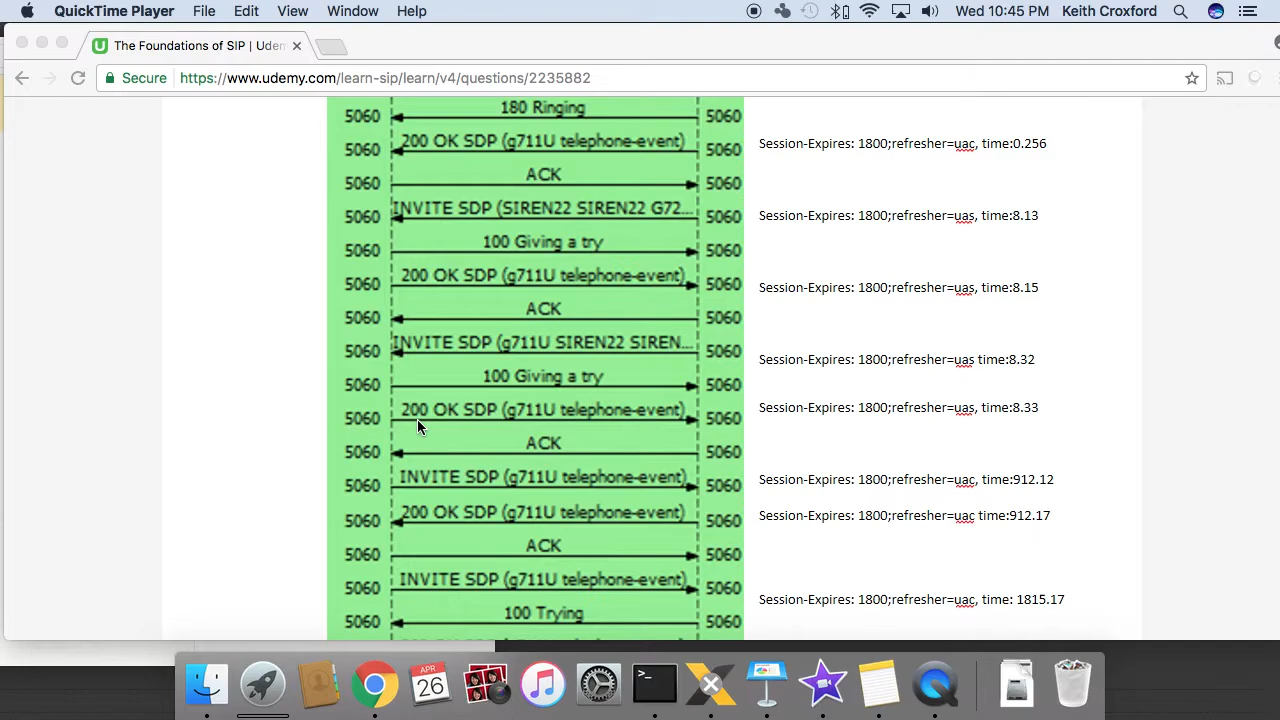 QuickTime Player File Edit View Window Help Wed 10:45 PM Keith Croxford
The Foundations of SIP | Udem
Secure https://www.udemy.com/learn-sip/learn/v4/questions/2235882
5060 180 Ringing 5060
5060 200 OK SDP (g711U telephone-event) 5060 Session-Expires: 1800;refresher=uac, time:0.256
5060 ACK 5060
5060 INVITE SDP (SIREN22 SIREN22 G72... 5060 Session-Expires: 1800;refresher=uas, time:8.13
5060 100 Giving a try 5060
5060 200 OK SDP (g711U telephone-event) 5060 Session-Expires: 1800;refresher=uas, time:8.15
5060 ACK 5060
5060 INVITE SDP (g711U SIREN22 SIREN... 5060 Session-Expires: 1800;refresher=uas time:8.32
5060 100 Giving a try 5060
5060 200 OK SDP (g711U telephone-event) 5060 Session-Expires: 1800;refresher=uas, time:8.33
5060 ACK 5060
5060 INVITE SDP (g711U telephone-event) 5060 Session-Expires: 1800;refresher=uac, time:912.12
5060 200 OK SDP (g711U telephone-event) 5060 Session-Expires: 1800;refresher=uac time:912.17
5060 ACK 5060
5060 INVITE SDP (g711U telephone-event) 5060 Session-Expires: 1800;refresher=uac, time: 1815.17
5060 100 Trying 5060
APR
26